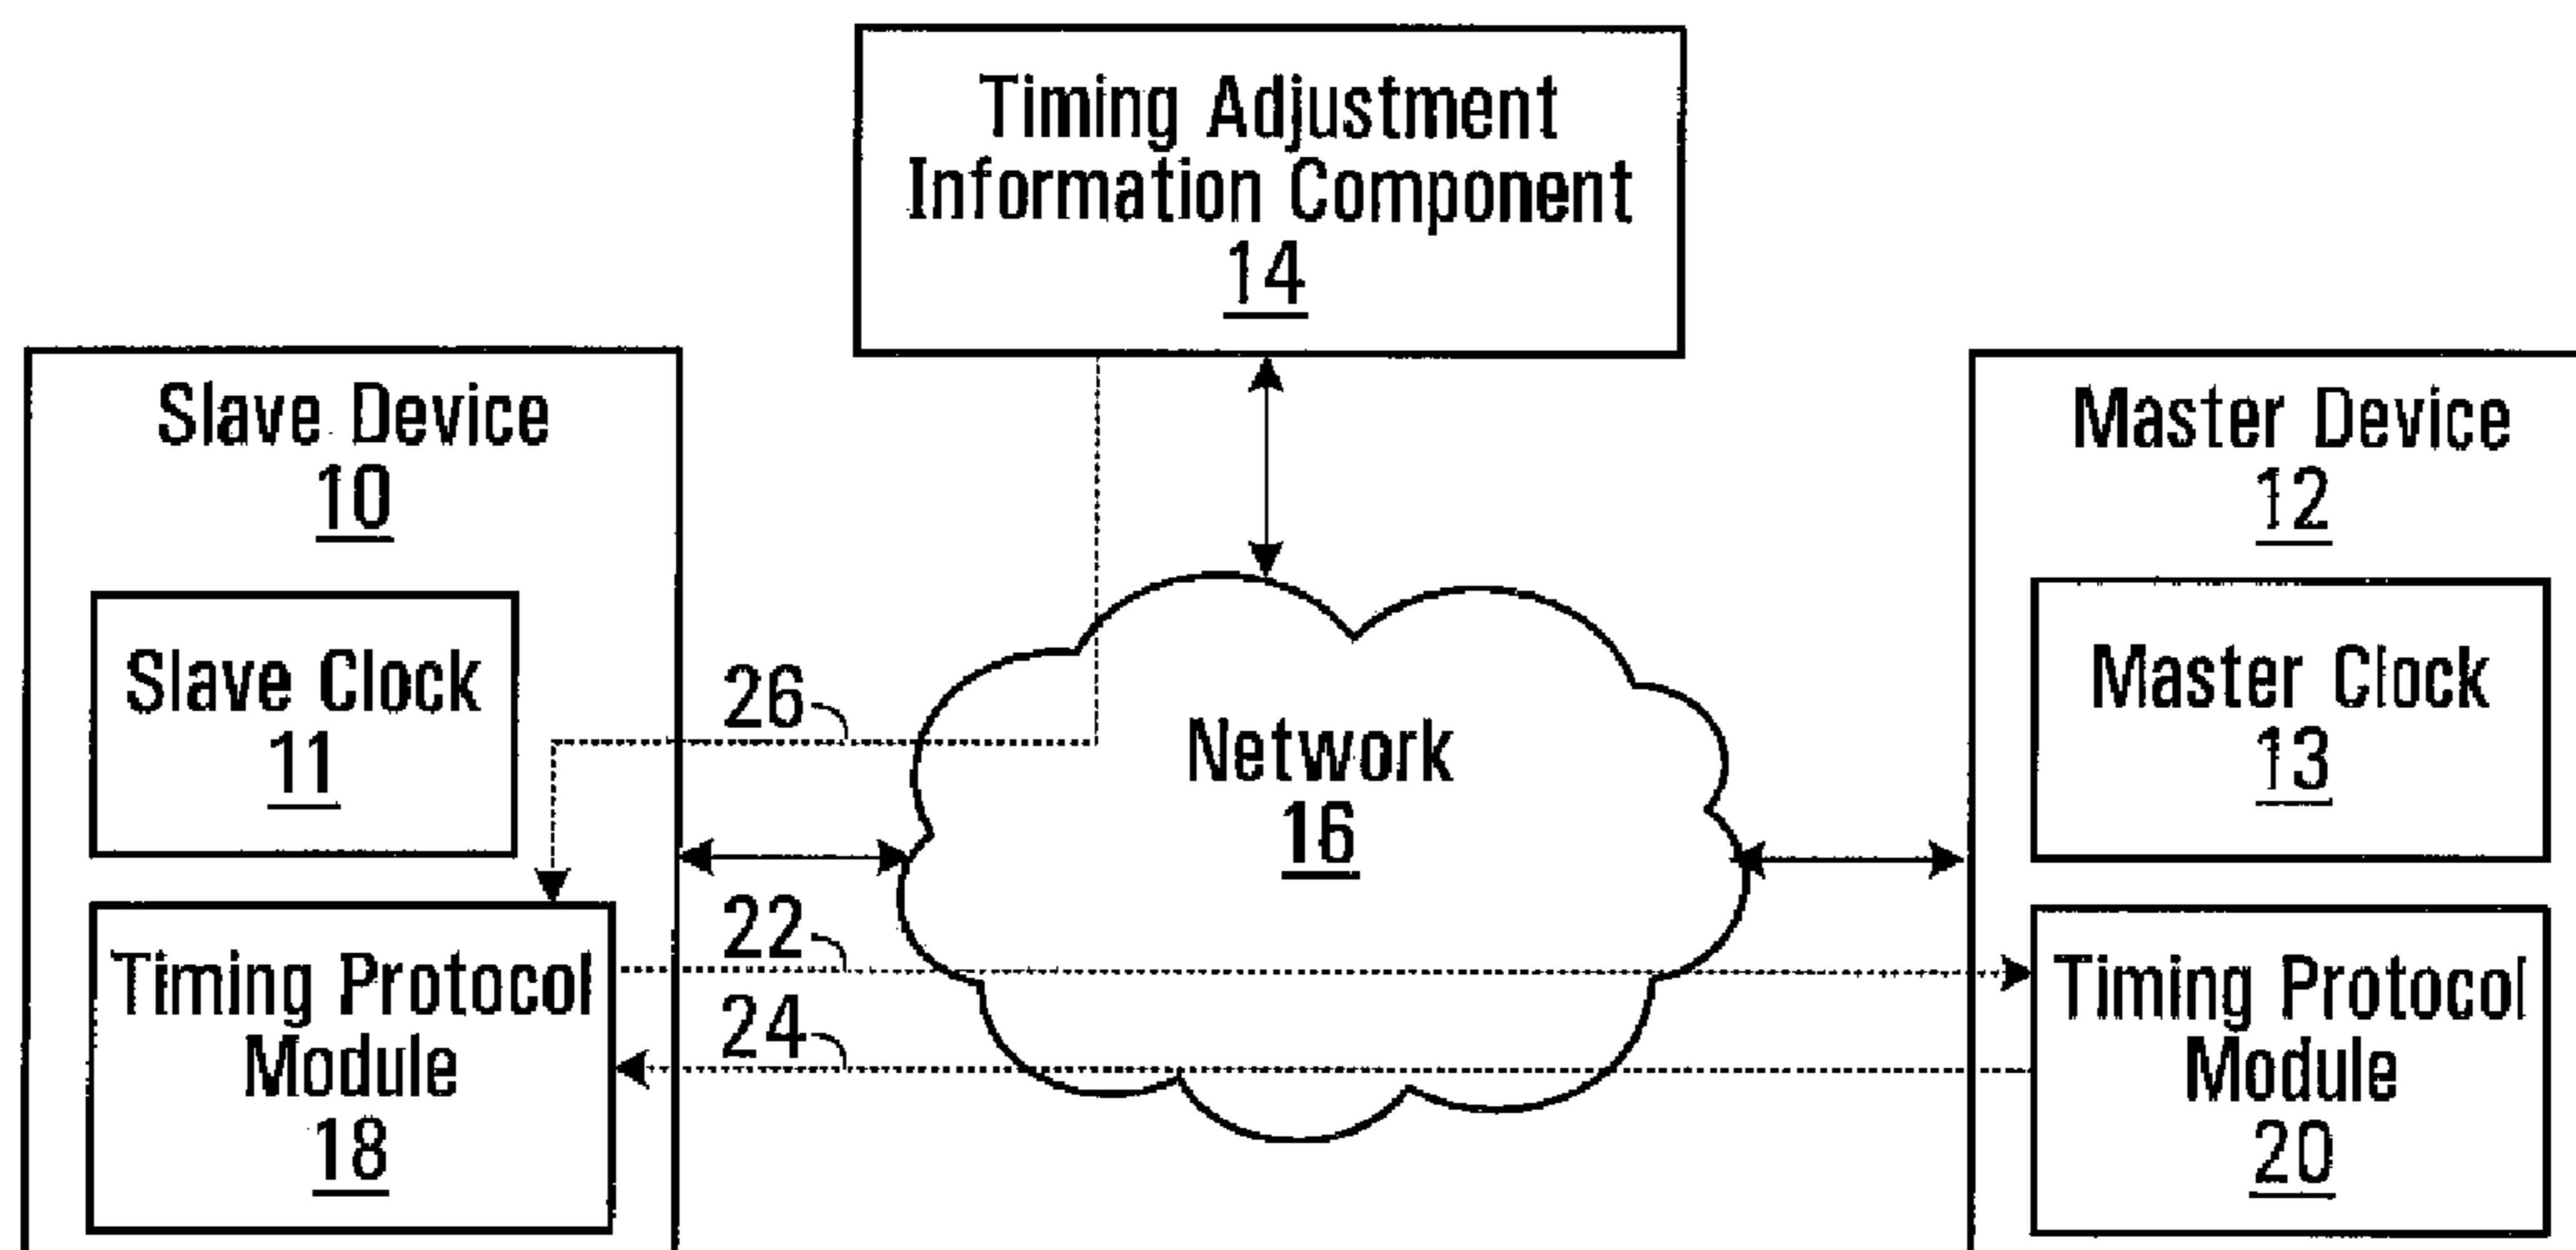 Timing Adjustment
Information Component
14
Slave Device
10
Master Device
12
Slave Clock
11
Master Clock
13
26
Network
16
22
24
Timing Protocol
Module
18
Timing Protocol
Module
20